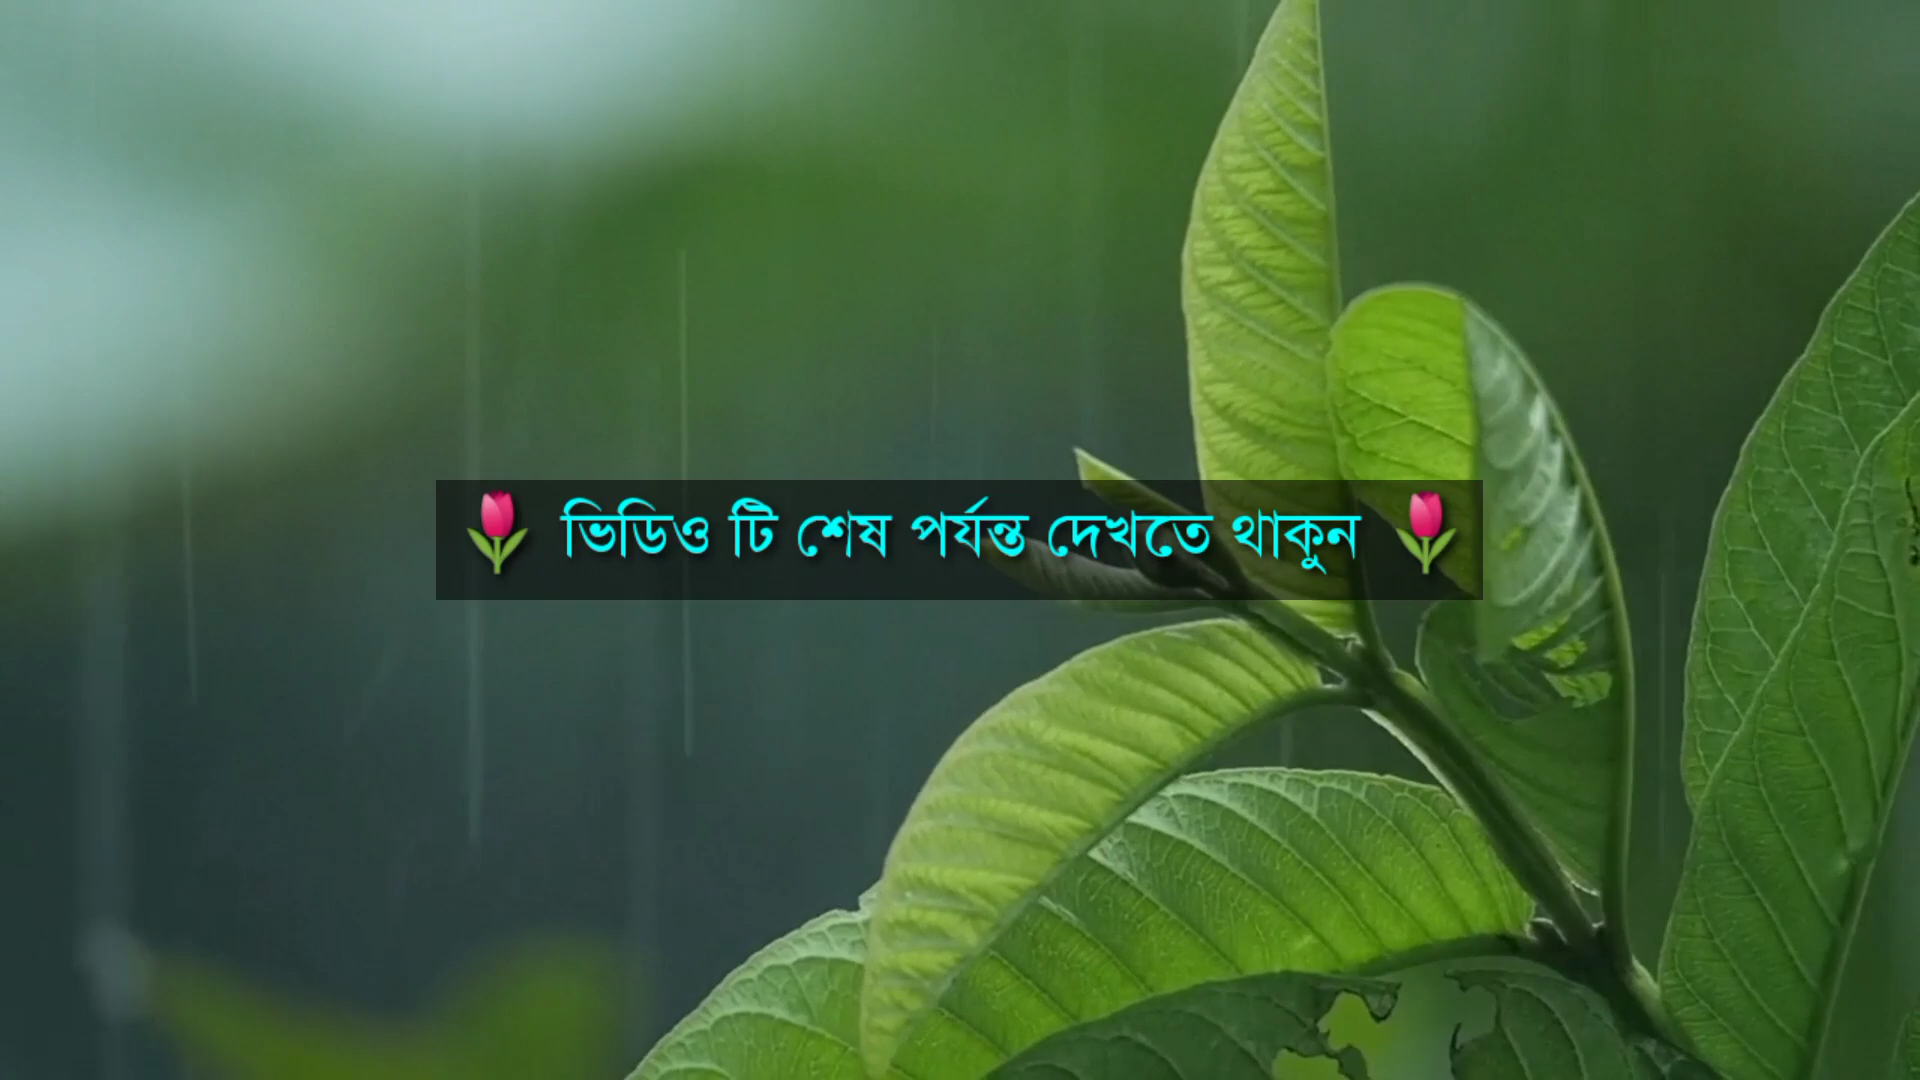 🌷 ভিডিও টি শেষ পর্যন্ত দেখতে থাকুন 🌷